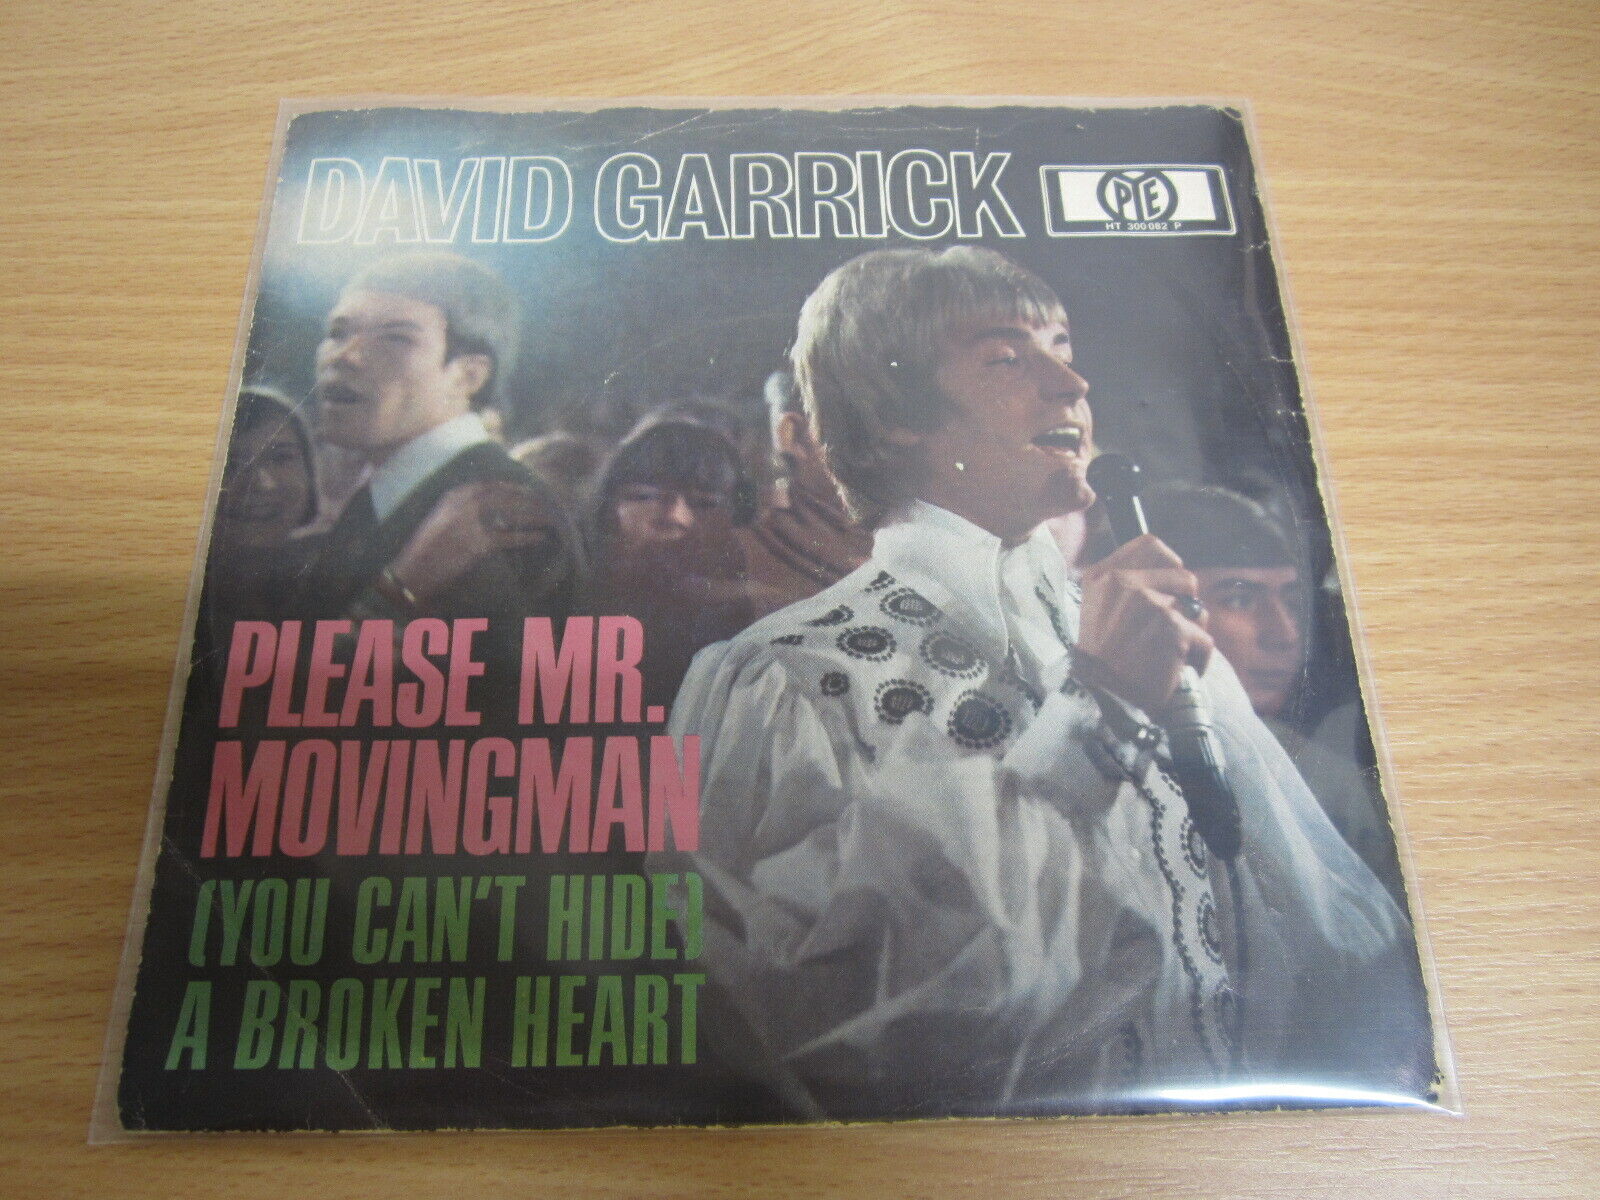 DAVID GARRICK
PYE
HT 300 082 P
PLEASE MR.
MOVINGMAN
(YOU CAN'T HIDE)
A BROKEN HEART